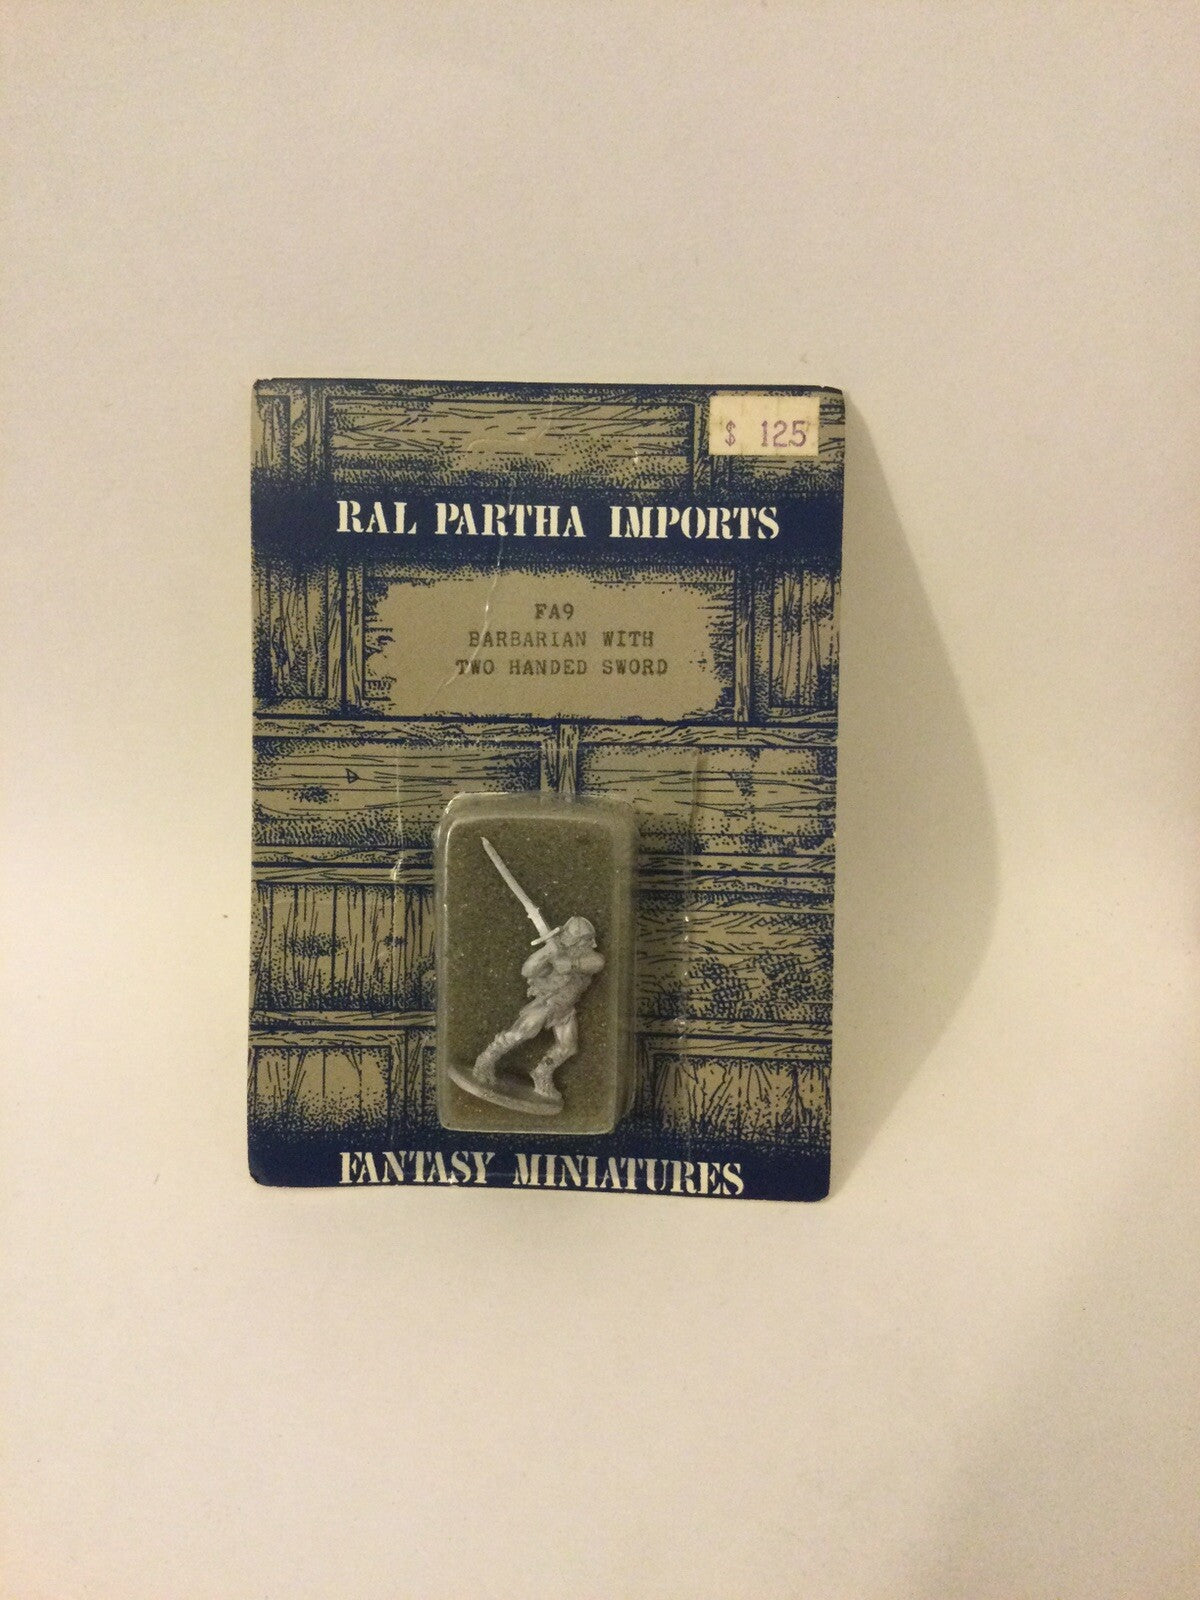 $ 125
RAL PARTHA IMPORTS
FA9
BARBARIAN WITH
TWO HANDED SWORD
FANTASY MINIATURES